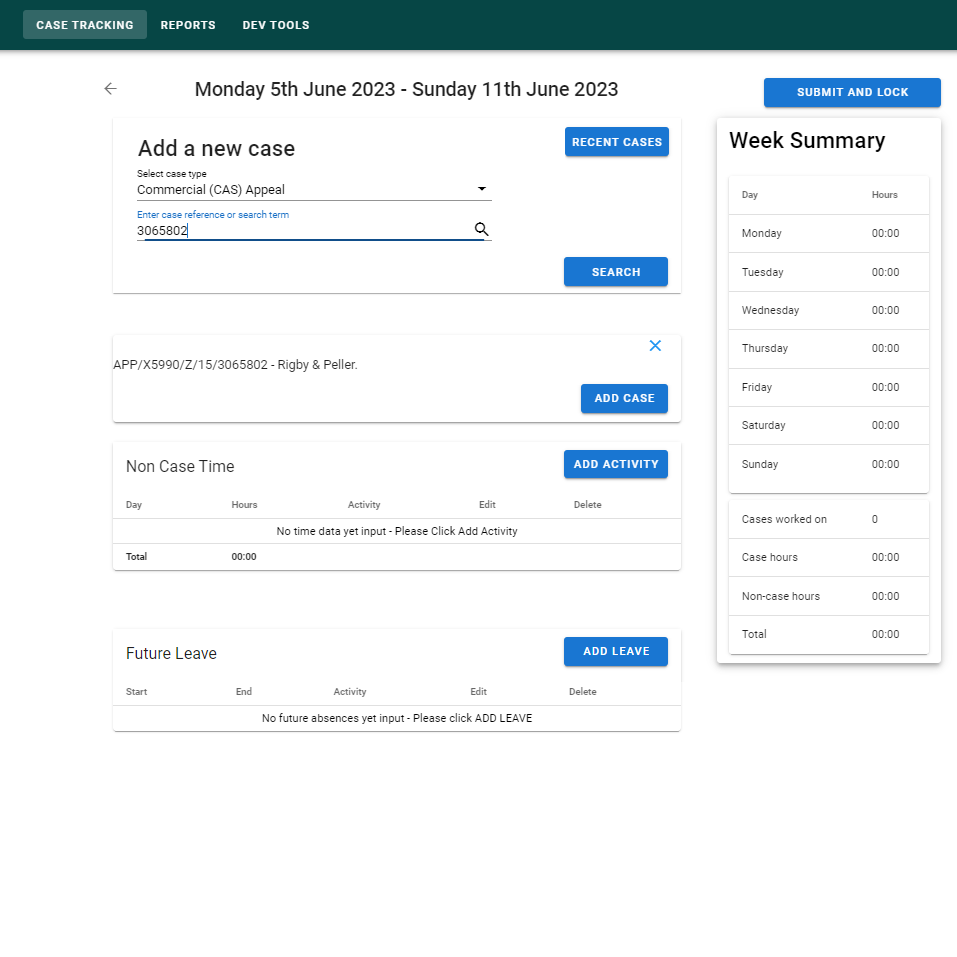 CASE TRACKING REPORTS DEV TOOLS
Monday 5th June 2023 - Sunday 11th June 2023
SUBMIT AND LOCK
Add a new case
RECENT CASES
Select case type
Commercial (CAS) Appeal
Enter case reference or search term
3065802
SEARCH
APP/X5990/Z/15/3065802 - Rigby & Peller.
ADD CASE
Non Case Time
ADD ACTIVITY
Day Hours Activity Edit Delete
No time data yet input - Please Click Add Activity
Total 00:00
Future Leave
ADD LEAVE
Start End Activity Edit Delete
No future absences yet input - Please click ADD LEAVE
Week Summary
Day Hours
Monday 00:00
Tuesday 00:00
Wednesday 00:00
Thursday 00:00
Friday 00:00
Saturday 00:00
Sunday 00:00
Cases worked on 0
Case hours 00:00
Non-case hours 00:00
Total 00:00